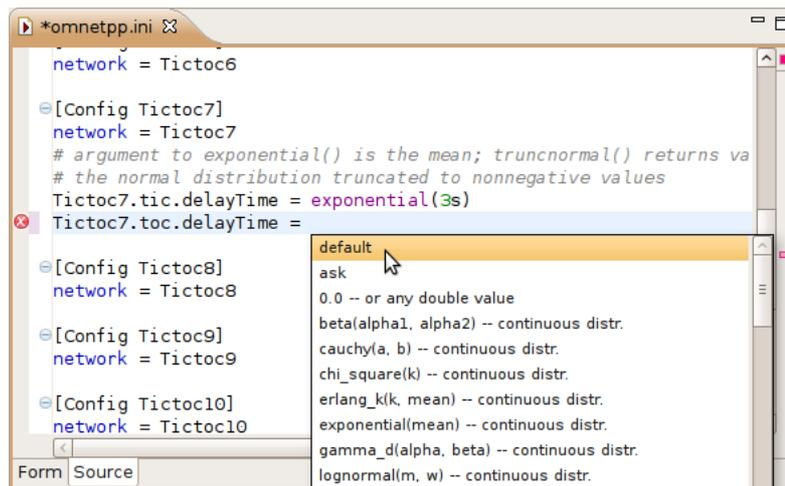 *omnetpp.ini
network = Tictoc6
[Config Tictoc7]
network = Tictoc7
# argument to exponential() is the mean; truncnormal() returns va
# the normal distribution truncated to nonnegative values
Tictoc7.tic.delayTime = exponential(3s)
Tictoc7.toc.delayTime =
default
ask
[Config Tictoc8]
network = Tictoc8
0.0 -- or any double value
beta(alpha1, alpha2) -- continuous distr.
[Config Tictoc9]
network = Tictoc9
cauchy(a, b) -- continuous distr.
chi_square(k) -- continuous distr.
erlang_k(k, mean) -- continuous distr.
[Config Tictoc10]
network = Tictoc10
exponential(mean) -- continuous distr.
gamma_d(alpha, beta) -- continuous distr.
lognormal(m, w) -- continuous distr.
Form Source